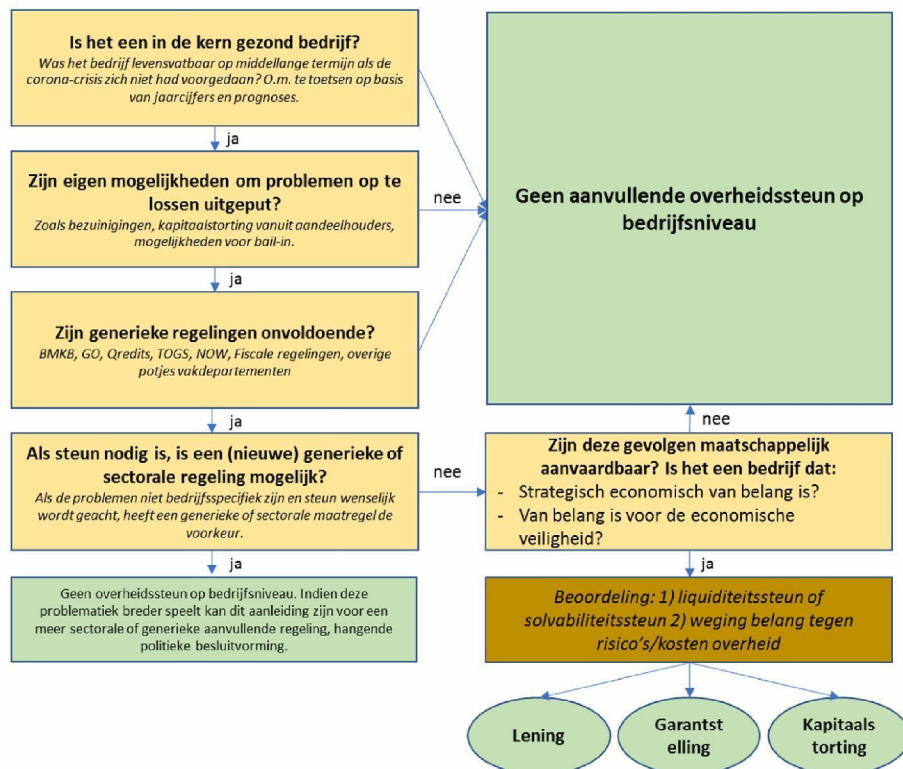 Is het een in de kern gezond bedrijf?
Was het bedrijf levensvatbaar op middellange termijn als de
corona-crisis zich niet had voorgedaan? O.m. te toetsen op basis
van jaarcijfers en prognoses.
ja
Zijn eigen mogelijkheden om problemen op te
lossen uitgeput?
Zoals bezuinigingen, kapitaalstorting vanuit aandeelhouders,
mogelijkheden voor bail-in.
nee
Geen aanvullende overheidssteun op
bedrijfsniveau
ja
Zijn generieke regelingen onvoldoende?
BMKB, GO, Qredits, TOGS, NOW, Fiscale regelingen, overige
potjes vakdepartementen
ja
nee
Als steun nodig is, is een (nieuwe) generieke of
sectorale regeling mogelijk?
Als de problemen niet bedrijfsspecifiek zijn en steun wenselijk
wordt geacht, heeft een generieke of sectorale maatregel de
voorkeur.
nee
Zijn deze gevolgen maatschappelijk
aanvaardbaar? Is het een bedrijf dat:
- Strategisch economisch van belang is?
- Van belang is voor de economische
veiligheid?
ja
ja
Geen overheidssteun op bedrijfsniveau. Indien deze
problematiek breder speelt kan dit aanleiding zijn voor een
meer sectorale of generieke aanvullende regeling, hangende
politieke besluitvorming.
Beoordeling: 1) liquiditeitssteun of
solvabiliteitssteun 2) weging belang tegen
risico's/kosten overheid
Lening
Garantst
elling
Kapitaals
torting